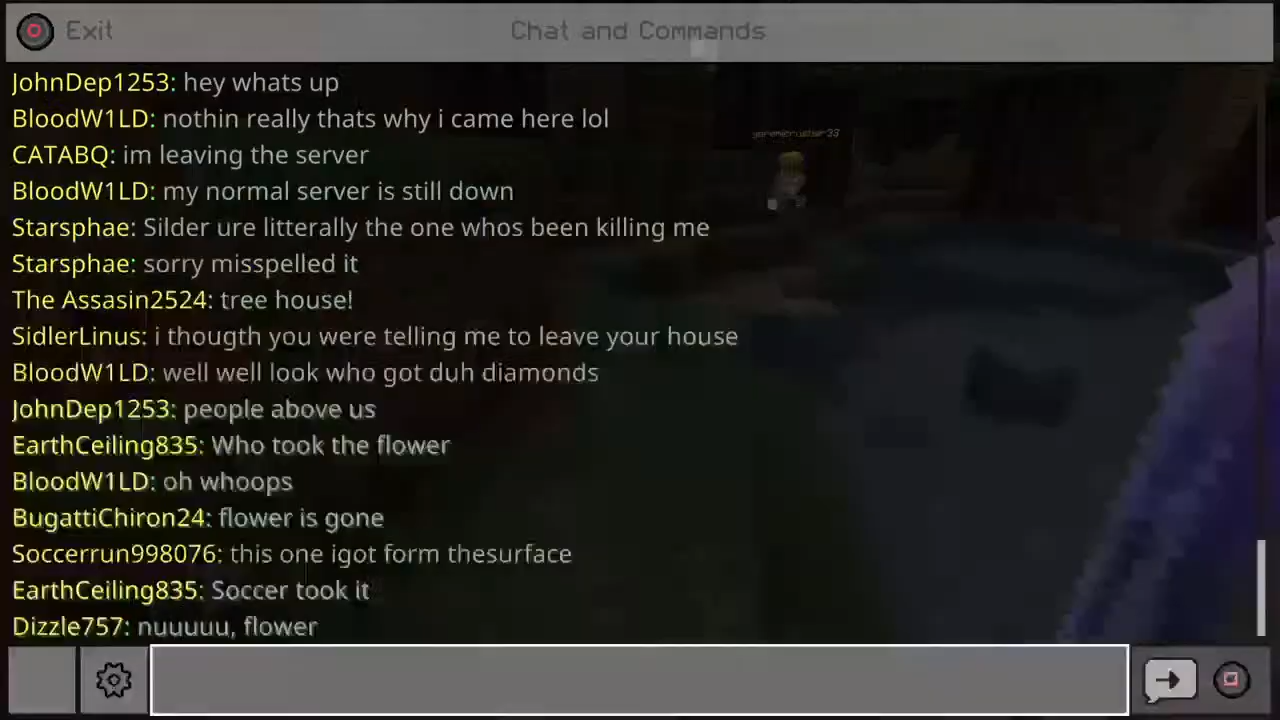 Exit
Chat and Commands
JohnDep1253: hey whats up
BloodW1LD: nothin really thats why i came here lol
CATABQ: im leaving the server
BloodW1LD: my normal server is still down
Starsphae: Silder ure litterally the one whos been killing me
Starsphae: sorry misspelled it
The Assasin2524: tree house!
SidlerLinus: i thougth you were telling me to leave your house
BloodW1LD: well well look who got duh diamonds
JohnDep1253: people above us
EarthCeiling835: Who took the flower
BloodW1LD: oh whoops
BugattiChiron24: flower is gone
Soccerrun998076: this one igot form thesurface
EarthCeiling835: Soccer took it
Dizzle757: nuuuuu, flower